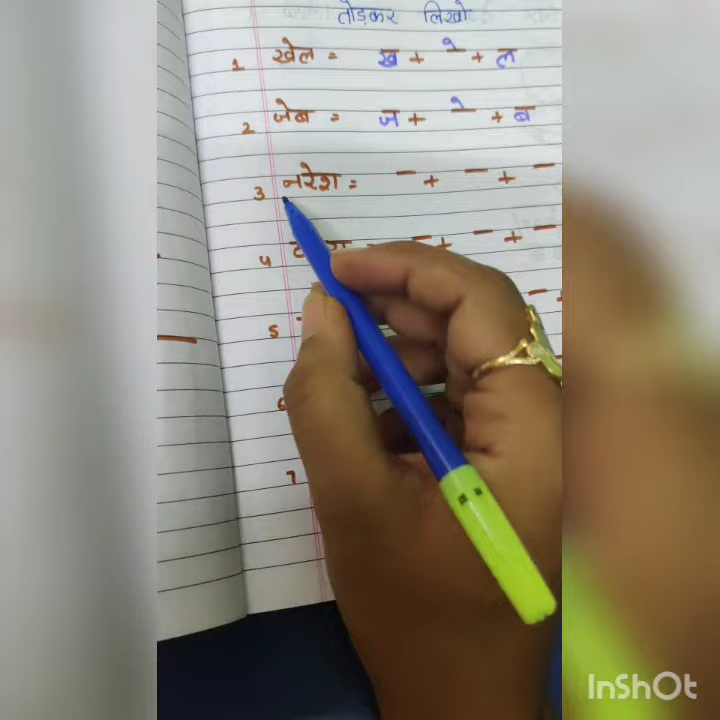 तोड़कर लिखो
1 खेल = ख + े + ल
2 जेब = ज + े + ब
3 नरेश = _ + _ + _
4 _ + _ + _
5
6
7
InShOt